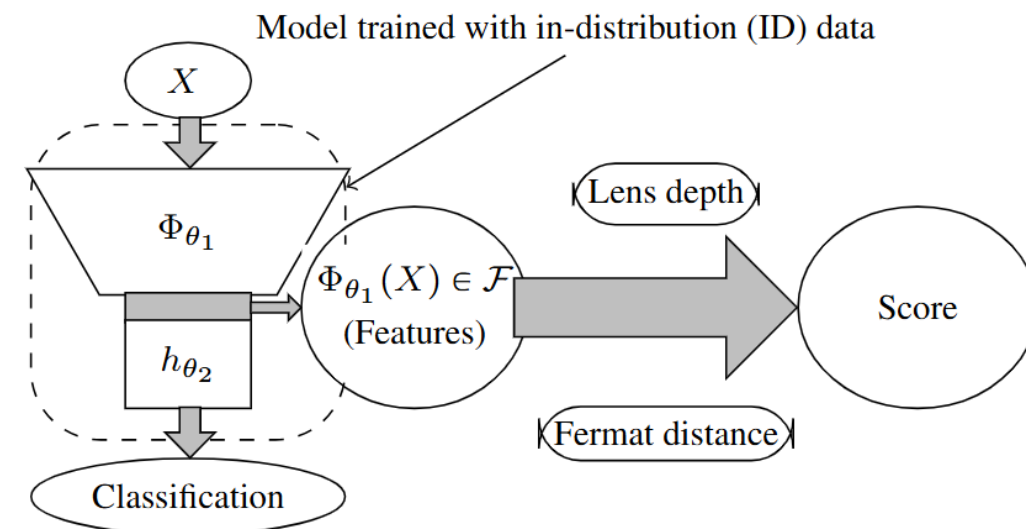 Model trained with in-distribution (ID) data
X
Φθ₁
Lens depth
Φθ₁(X) ∈ ℱ
(Features)
Score
hθ₂
Fermat distance
Classification